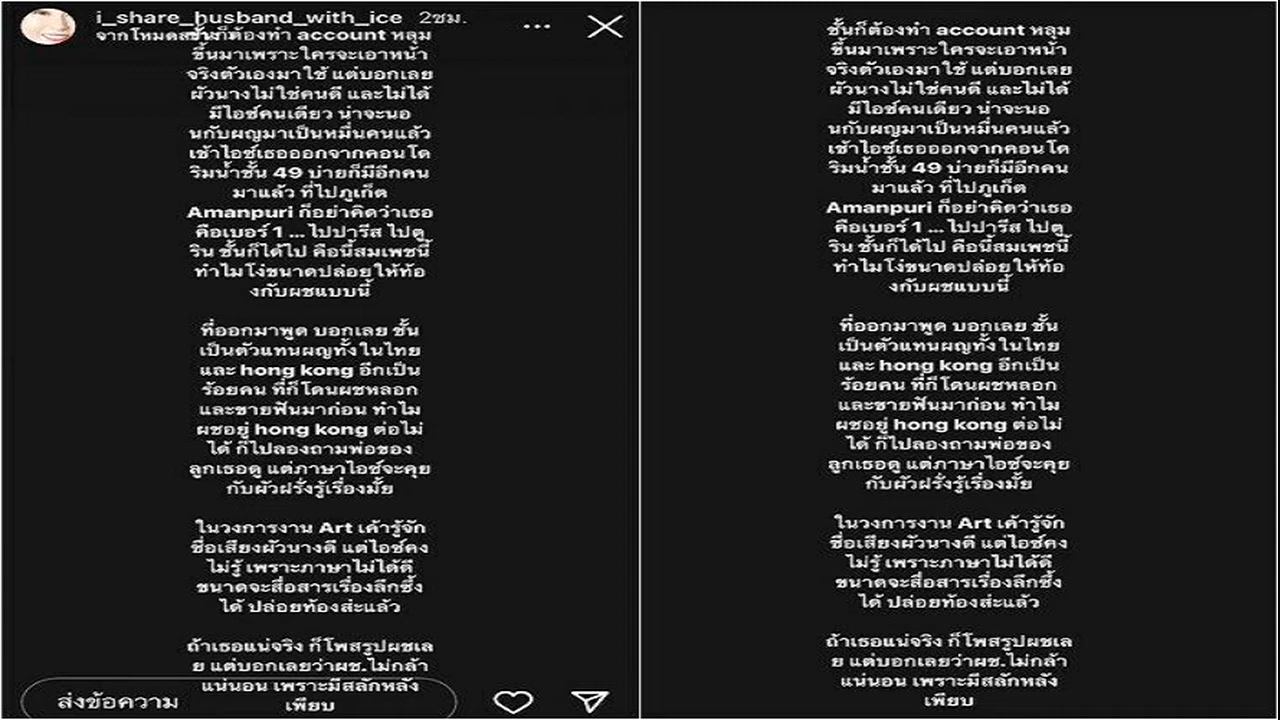 i_share_husband_with_ice 2ชม.
จากโหมดสร้าง
ชั้นก็ต้องทำ account หลุม
ขึ้นมาเพราะใครจะเอาหน้า
จริงตัวเองมาใช้ แต่บอกเลย
ผัวนางไม่ใช่คนดี และไม่ได้
มีไอซ์คนเดียว น่าจะนอ
นกับผญมาเป็นหมื่นคนแล้ว
เช้าไอซ์เธอออกจากคอนโด
ริมน้ำชั้น 49 บ่ายก็มีอีกคน
มาแล้ว ที่ไปภูเก็ต
Amanpuri ก็อย่าคิดว่าเธอ
คือเบอร์ 1 ... ไปปารีส ไปตู
ริน ชั้นก็ได้ไป คือนี้สมเพชนี้
ทำไมโง่ขนาดปล่อยให้ท้อ
งกับผชแบบนี้
ที่ออกมาพูด บอกเลย ชั้น
เป็นตัวแทนผญทั้งในไทย
และ hong kong อีกเป็น
ร้อยคน ที่ก็โดนผชหลอก
และขายฟันมาก่อน ทำไม
ผชอยู่ hong kong ต่อไม่
ได้ ก็ไปลองถามพ่อของ
ลูกเธอดู แต่ภาษาไอซ์จะคุย
กับผัวฝรั่งรู้เรื่องมั้ย
ในวงการงาน Art เค้ารู้จัก
ชื่อเสียงผัวนางดี แต่ไอซ์คง
ไม่รู้ เพราะภาษาไม่ได้ดี
ขนาดจะสื่อสารเรื่องลึกซึ้ง
ได้ ปล่อยท้องส่ะแล้ว
ถ้าเธอแน่จริง ก็โพสรูปผชเล
ย แต่บอกเลยว่าผช.ไม่กล้า
แน่นอน เพราะมีสลักหลัง
เพียบ
ส่งข้อความ
ชั้นก็ต้องทำ account หลุม
ขึ้นมาเพราะใครจะเอาหน้า
จริงตัวเองมาใช้ แต่บอกเลย
ผัวนางไม่ใช่คนดี และไม่ได้
มีไอซ์คนเดียว น่าจะนอ
นกับผญมาเป็นหมื่นคนแล้ว
เช้าไอซ์เธอออกจากคอนโด
ริมน้ำชั้น 49 บ่ายก็มีอีกคน
มาแล้ว ที่ไปภูเก็ต
Amanpuri ก็อย่าคิดว่าเธอ
คือเบอร์ 1 ... ไปปารีส ไปตู
ริน ชั้นก็ได้ไป คือนี้สมเพชนี้
ทำไมโง่ขนาดปล่อยให้ท้อ
งกับผชแบบนี้
ที่ออกมาพูด บอกเลย ชั้น
เป็นตัวแทนผญทั้งในไทย
และ hong kong อีกเป็น
ร้อยคน ที่ก็โดนผชหลอก
และขายฟันมาก่อน ทำไม
ผชอยู่ hong kong ต่อไม่
ได้ ก็ไปลองถามพ่อของ
ลูกเธอดู แต่ภาษาไอซ์จะคุย
กับผัวฝรั่งรู้เรื่องมั้ย
ในวงการงาน Art เค้ารู้จัก
ชื่อเสียงผัวนางดี แต่ไอซ์คง
ไม่รู้ เพราะภาษาไม่ได้ดี
ขนาดจะสื่อสารเรื่องลึกซึ้ง
ได้ ปล่อยท้องส่ะแล้ว
ถ้าเธอแน่จริง ก็โพสรูปผชเล
ย แต่บอกเลยว่าผช.ไม่กล้า
แน่นอน เพราะมีสลักหลัง
เพียบ